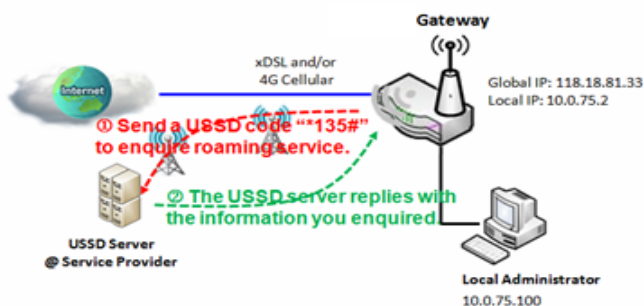 Gateway
xDSL and/or
4G Cellular
Internet
Global IP: 118.18.81.33
Local IP: 10.0.75.2
① Send a USSD code “*135#”
to enquire roaming service.
② The USSD server replies with
the information you enquired.
USSD Server
@ Service Provider
Local Administrator
10.0.75.100